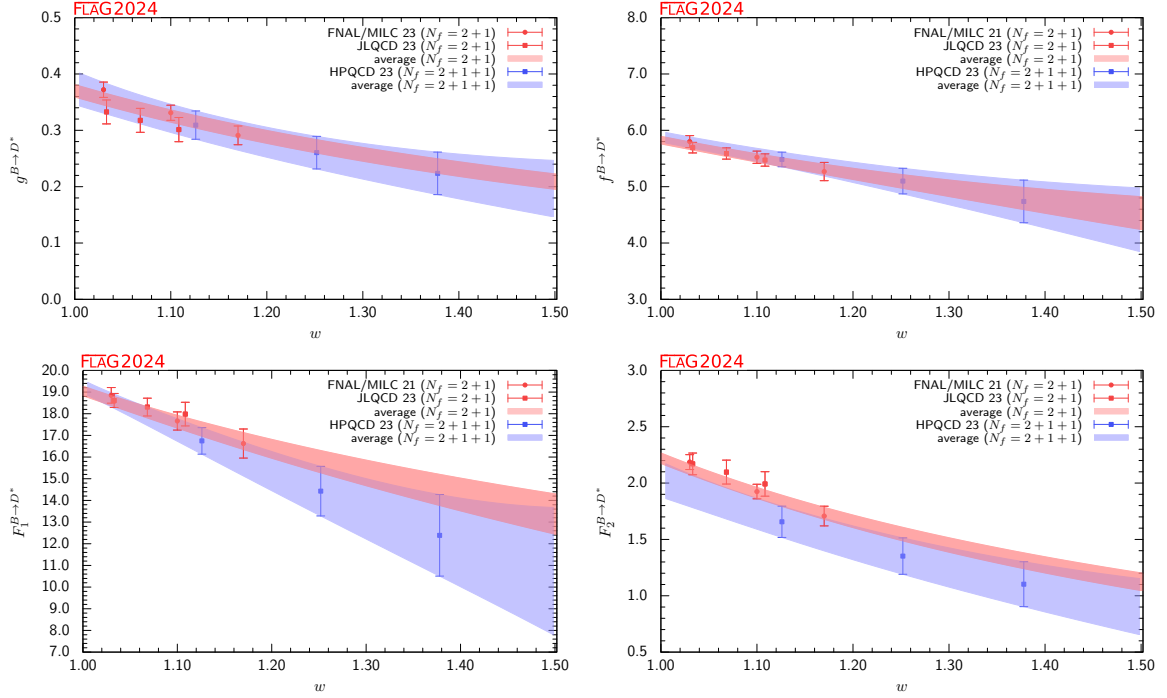 FLAG2024
0.5
0.4
0.3
0.2
0.1
0.0
g^{B→D*}
FNAL/MILC 23 (N_f = 2 + 1)
JLQCD 23 (N_f = 2 + 1)
average (N_f = 2 + 1)
HPQCD 23 (N_f = 2 + 1 + 1)
average (N_f = 2 + 1 + 1)
1.00 1.10 1.20 1.30 1.40 1.50
w
FLAG2024
8.0
7.0
6.0
5.0
4.0
3.0
f^{B→D*}
FNAL/MILC 21 (N_f = 2 + 1)
JLQCD 23 (N_f = 2 + 1)
average (N_f = 2 + 1)
HPQCD 23 (N_f = 2 + 1 + 1)
average (N_f = 2 + 1 + 1)
1.00 1.10 1.20 1.30 1.40 1.50
w
FLAG2024
20.0
19.0
18.0
17.0
16.0
15.0
14.0
13.0
12.0
11.0
10.0
9.0
8.0
7.0
F_1^{B→D*}
FNAL/MILC 21 (N_f = 2 + 1)
JLQCD 23 (N_f = 2 + 1)
average (N_f = 2 + 1)
HPQCD 23 (N_f = 2 + 1 + 1)
average (N_f = 2 + 1 + 1)
1.00 1.10 1.20 1.30 1.40 1.50
w
FLAG2024
3.0
2.5
2.0
1.5
1.0
0.5
F_2^{B→D*}
FNAL/MILC 21 (N_f = 2 + 1)
JLQCD 23 (N_f = 2 + 1)
average (N_f = 2 + 1)
HPQCD 23 (N_f = 2 + 1 + 1)
average (N_f = 2 + 1 + 1)
1.00 1.10 1.20 1.30 1.40 1.50
w